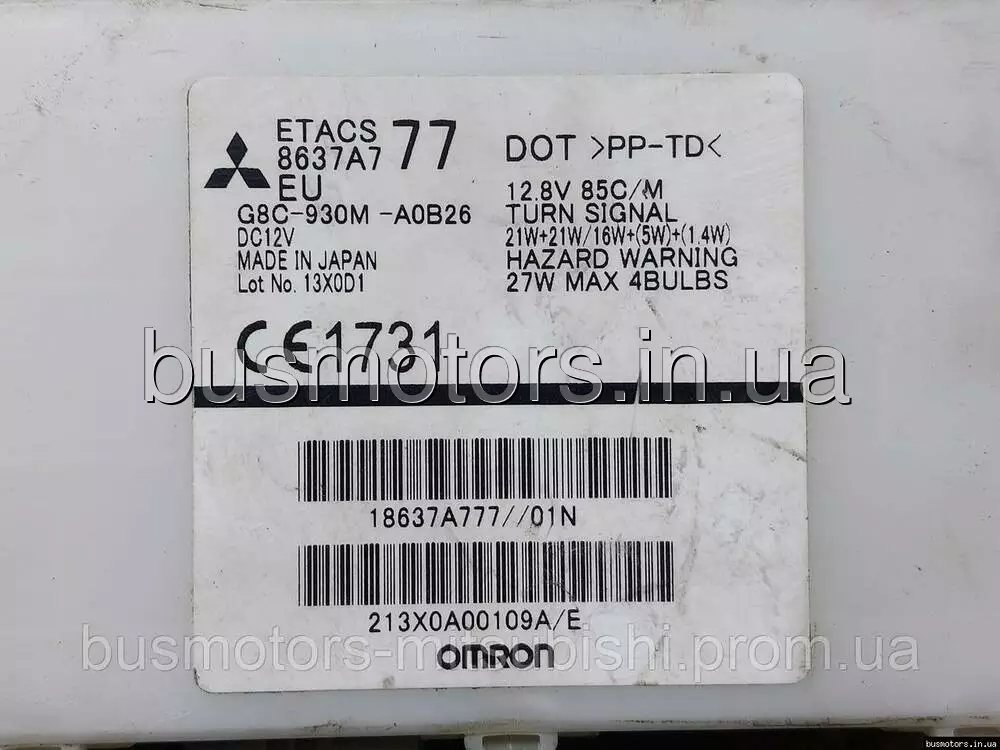 ETACS
8637A7 77
EU
G8C-930M -A0B26
DC12V
MADE IN JAPAN
Lot No. 13X0D1
DOT >PP-TD<
12.8V 85C/M
TURN SIGNAL
21W+21W/16W+(5W)+(1.4W)
HAZARD WARNING
27W MAX 4BULBS
CE1731
busmotors.in.ua
18637A777//01N
213X0A00109A/E
busmotors-mitsubishi.prom.ua
OMRON
busmotors.in.ua